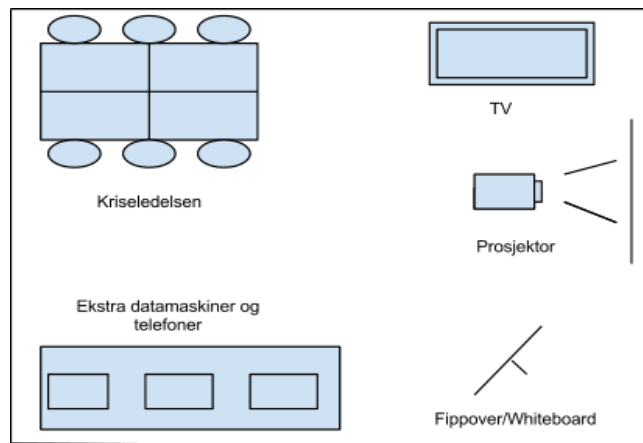 TV
Kriseledelsen
Prosjektor
Ekstra datamaskiner og
telefoner
Fippover/Whiteboard